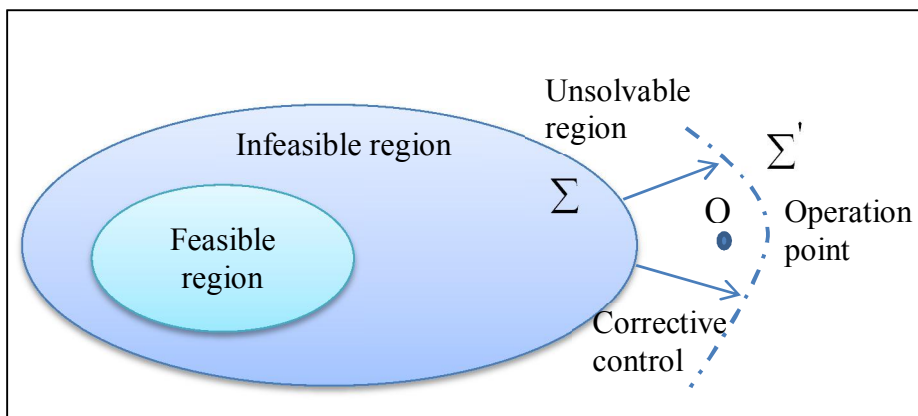 Unsolvable
region
Infeasible region
Σ
Σ'
Feasible
region
O
Operation
point
Corrective
control